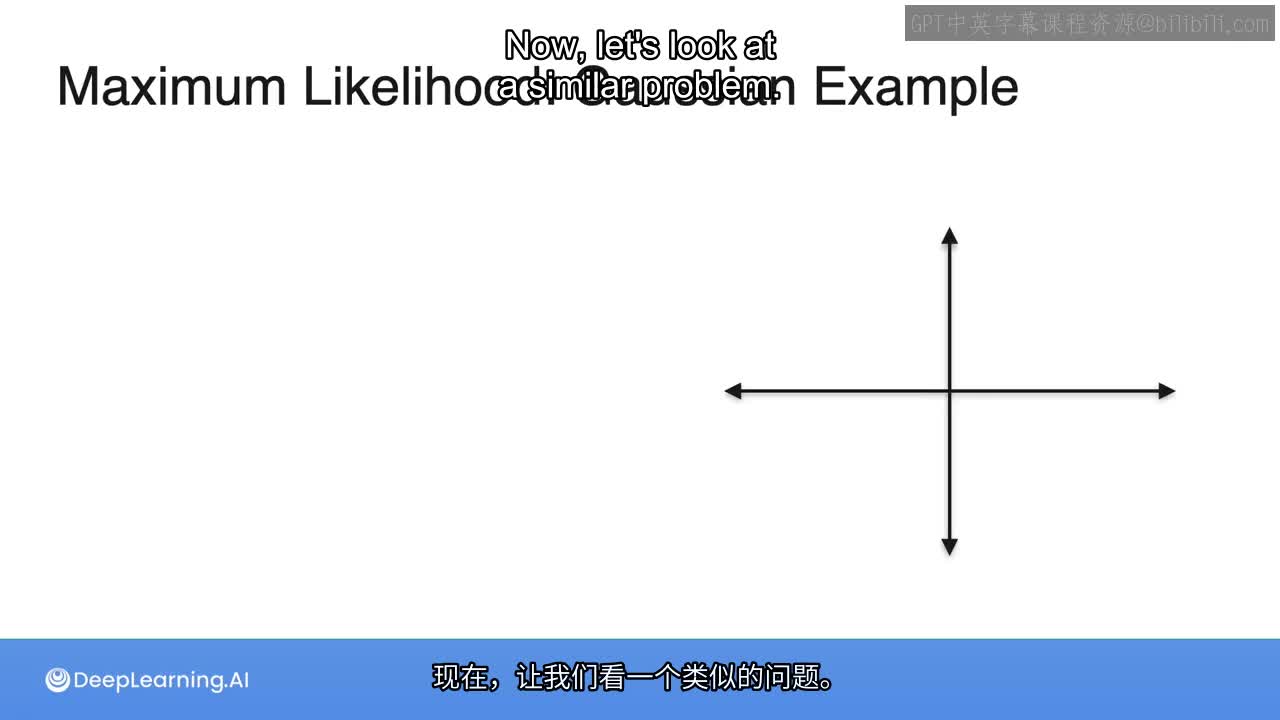 GPT中英字幕课程资源@bilibili.com
Now, let's look at
a similar problem.
Maximum Likelihood Gaussian Example
DeepLearning.AI
现在，让我们看一个类似的问题。